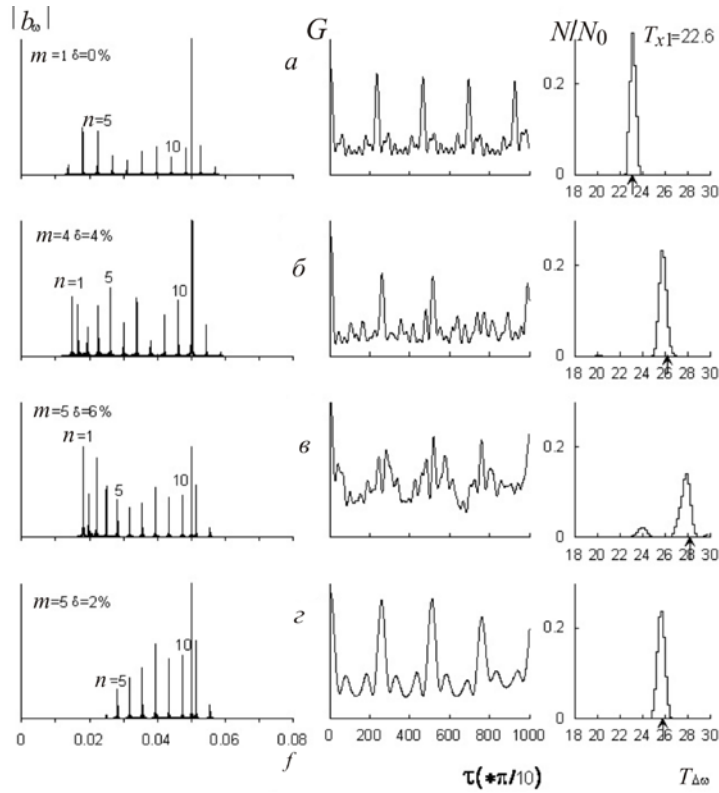 |b_ω| G N/N₀ T_x1=22.6
m=1 δ=0% а 0.2
n=5 10
0
18 20 22 24 26 28 30
m=4 δ=4% б 0.2
n=1 5 10
0
18 20 22 24 26 28 30
m=5 δ=6% в 0.2
n=1
5 10
0
18 20 22 24 26 28 30
m=5 δ=2% г 0.2
10
n=5
0
0 0.02 0.04 0.06 0.08 0 200 400 600 800 1000 18 20 22 24 26 28 30
f τ(*π/10) T_Δω